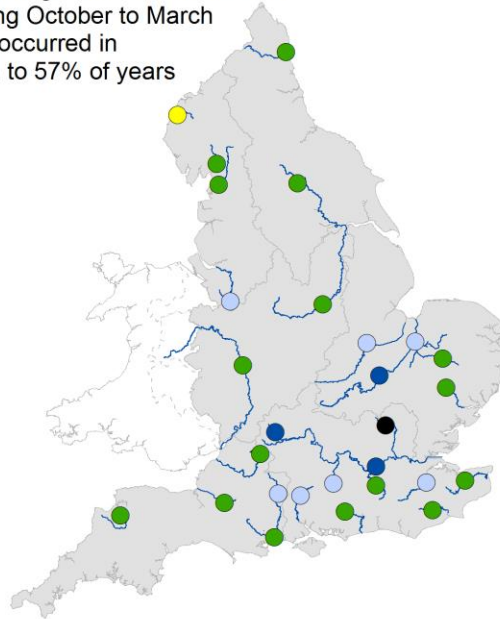 ng October to March
occurred in
to 57% of years